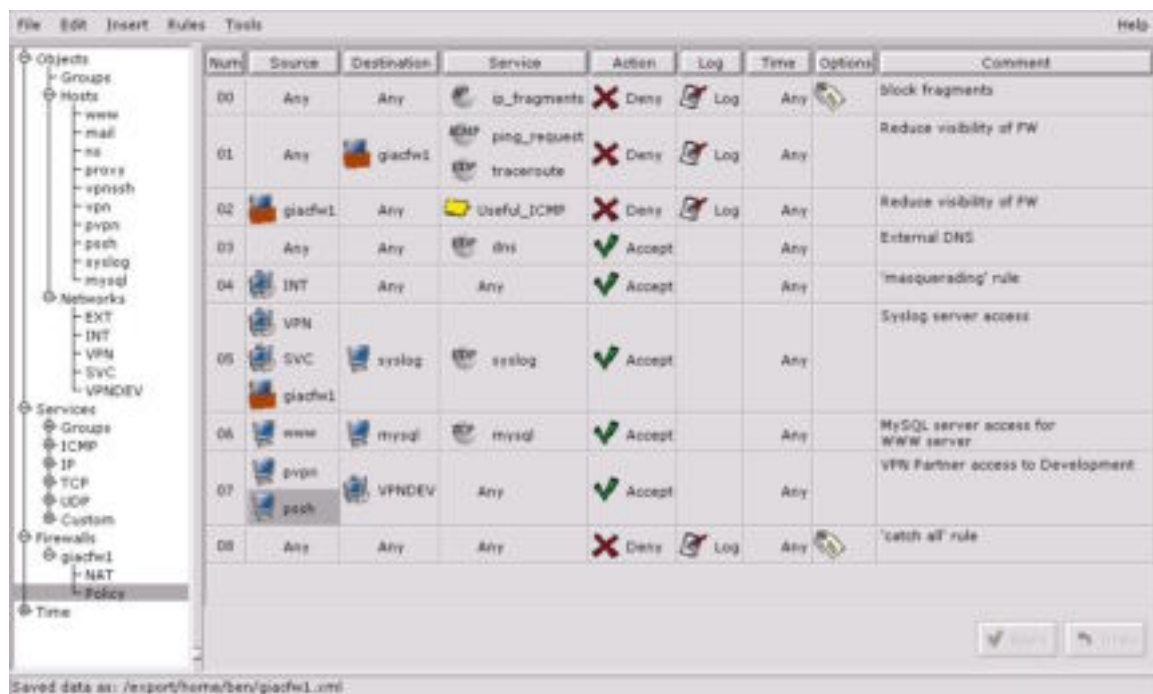 File Edit Insert Rules Tools Help
Objects
Groups
Hosts
www
mail
ns
proxy
vpnssh
vpn
pvpn
pssh
syslog
mysql
Networks
EXT
INT
VPN
SVC
VPNDEV
Services
Groups
ICMP
IP
TCP
UDP
Custom
Firewalls
giacfw1
NAT
Policy
Time
Num Source Destination Service Action Log Time Options Comment
00 Any Any ip_fragments Deny Log Any block fragments
01 Any giacfw1 ICMP ping_request UDP traceroute Deny Log Any Reduce visibility of FW
02 giacfw1 Any Useful_ICMP Deny Log Any Reduce visibility of FW
03 Any Any UDP dns Accept Any External DNS
04 INT Any Any Accept Any 'masquerading' rule
05 VPN SVC giacfw1 syslog UDP syslog Accept Any Syslog server access
06 www mysql mysql Accept Any MySQL server access for
WWW server
07 pvpn pssh VPNDEV Any Accept Any VPN Partner access to Development
08 Any Any Any Deny Log Any 'catch all' rule
Saved data as: /export/home/ben/giacfw1.xml